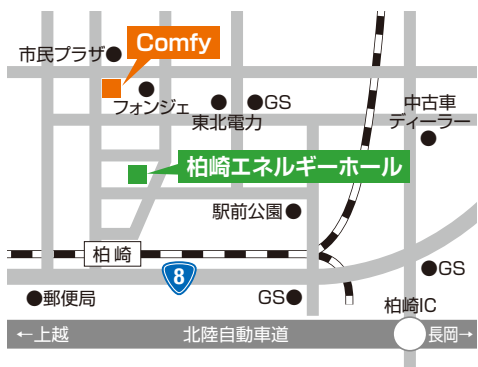 Comfy
市民プラザ
フォンジェ
GS
東北電力
中古車
ディーラー
柏崎エネルギーホール
駅前公園
柏崎
8
GS
郵便局
GS
柏崎IC
←上越
北陸自動車道
長岡→